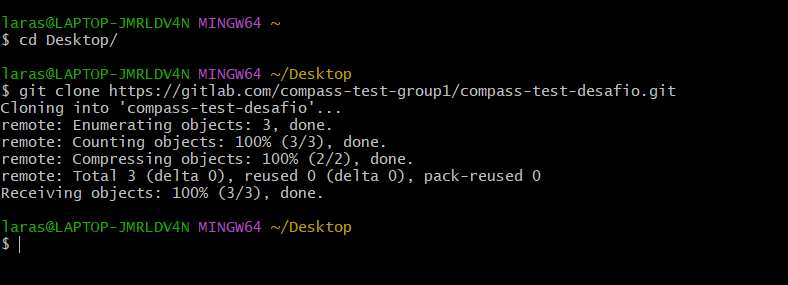 laras@LAPTOP-JMRLDV4N MINGW64 ~
$ cd Desktop/
laras@LAPTOP-JMRLDV4N MINGW64 ~/Desktop
$ git clone https://gitlab.com/compass-test-group1/compass-test-desafio.git
Cloning into 'compass-test-desafio'...
remote: Enumerating objects: 3, done.
remote: Counting objects: 100% (3/3), done.
remote: Compressing objects: 100% (2/2), done.
remote: Total 3 (delta 0), reused 0 (delta 0), pack-reused 0
Receiving objects: 100% (3/3), done.
laras@LAPTOP-JMRLDV4N MINGW64 ~/Desktop
$